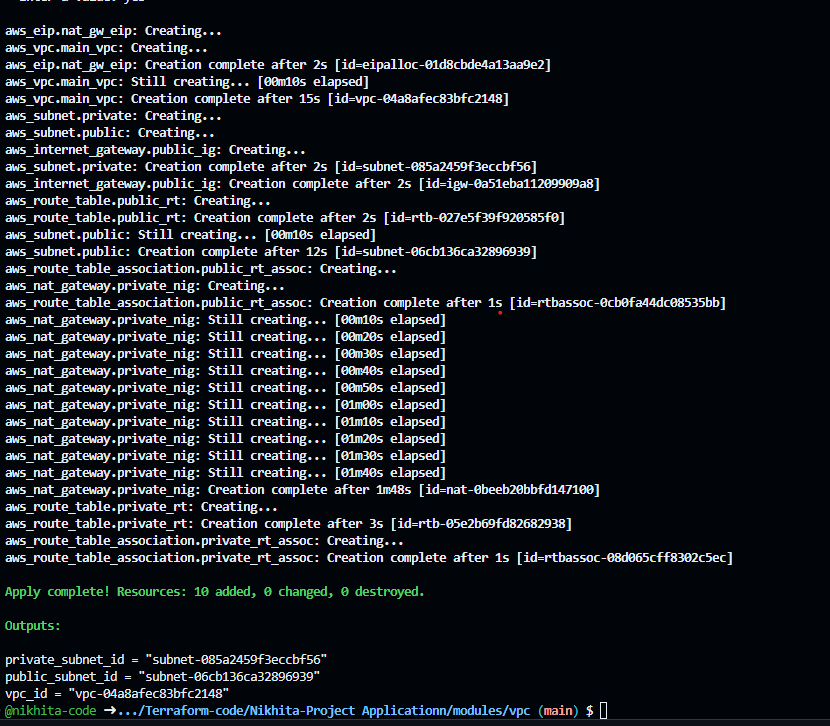 aws_eip.nat_gw_eip: Creating...
aws_vpc.main_vpc: Creating...
aws_eip.nat_gw_eip: Creation complete after 2s [id=eipalloc-01d8cbde4a13aa9e2]
aws_vpc.main_vpc: Still creating... [00m10s elapsed]
aws_vpc.main_vpc: Creation complete after 15s [id=vpc-04a8afec83bfc2148]
aws_subnet.private: Creating...
aws_subnet.public: Creating...
aws_internet_gateway.public_ig: Creating...
aws_subnet.private: Creation complete after 2s [id=subnet-085a2459f3eccbf56]
aws_internet_gateway.public_ig: Creation complete after 2s [id=igw-0a51eba11209909a8]
aws_route_table.public_rt: Creating...
aws_route_table.public_rt: Creation complete after 2s [id=rtb-027e5f39f920585f0]
aws_subnet.public: Still creating... [00m10s elapsed]
aws_subnet.public: Creation complete after 12s [id=subnet-06cb136ca32896939]
aws_route_table_association.public_rt_assoc: Creating...
aws_nat_gateway.private_nig: Creating...
aws_route_table_association.public_rt_assoc: Creation complete after 1s [id=rtbassoc-0cb0fa44dc08535bb]
aws_nat_gateway.private_nig: Still creating... [00m10s elapsed]
aws_nat_gateway.private_nig: Still creating... [00m20s elapsed]
aws_nat_gateway.private_nig: Still creating... [00m30s elapsed]
aws_nat_gateway.private_nig: Still creating... [00m40s elapsed]
aws_nat_gateway.private_nig: Still creating... [00m50s elapsed]
aws_nat_gateway.private_nig: Still creating... [01m00s elapsed]
aws_nat_gateway.private_nig: Still creating... [01m10s elapsed]
aws_nat_gateway.private_nig: Still creating... [01m20s elapsed]
aws_nat_gateway.private_nig: Still creating... [01m30s elapsed]
aws_nat_gateway.private_nig: Still creating... [01m40s elapsed]
aws_nat_gateway.private_nig: Creation complete after 1m48s [id=nat-0beeb20bbfd147100]
aws_route_table.private_rt: Creating...
aws_route_table.private_rt: Creation complete after 3s [id=rtb-05e2b69fd82682938]
aws_route_table_association.private_rt_assoc: Creating...
aws_route_table_association.private_rt_assoc: Creation complete after 1s [id=rtbassoc-08d065cff8302c5ec]
Apply complete! Resources: 10 added, 0 changed, 0 destroyed.
Outputs:
private_subnet_id = "subnet-085a2459f3eccbf56"
public_subnet_id = "subnet-06cb136ca32896939"
vpc_id = "vpc-04a8afec83bfc2148"
@nikhita-code ➜.../Terraform-code/Nikhita-Project Applicationn/modules/vpc (main) $